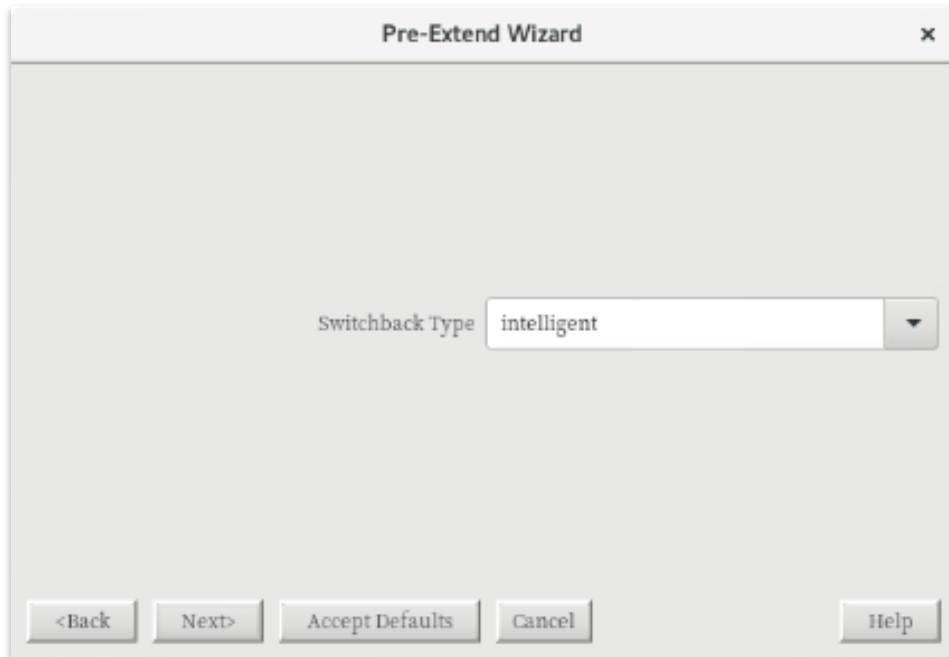 Pre-Extend Wizard ×
Switchback Type intelligent
<Back Next> Accept Defaults Cancel Help